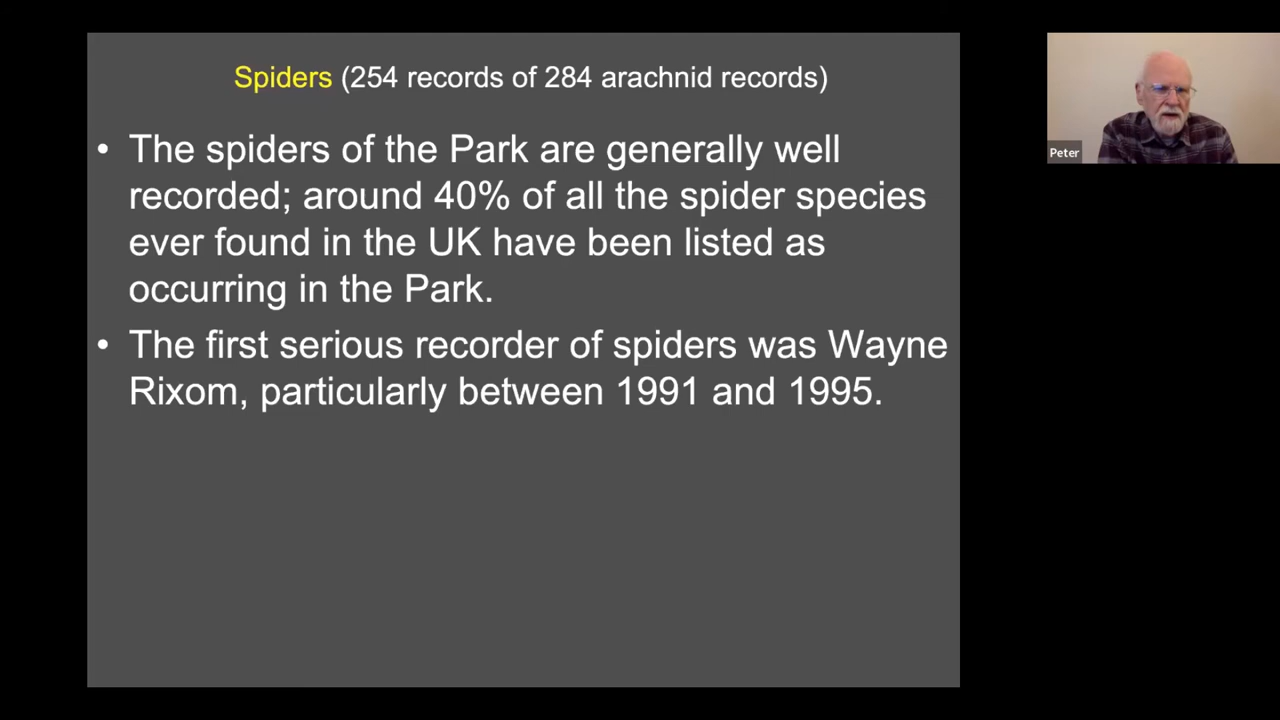 Spiders (254 records of 284 arachnid records)
• The spiders of the Park are generally well
recorded; around 40% of all the spider species
ever found in the UK have been listed as
occurring in the Park.
• The first serious recorder of spiders was Wayne
Rixom, particularly between 1991 and 1995.
Peter